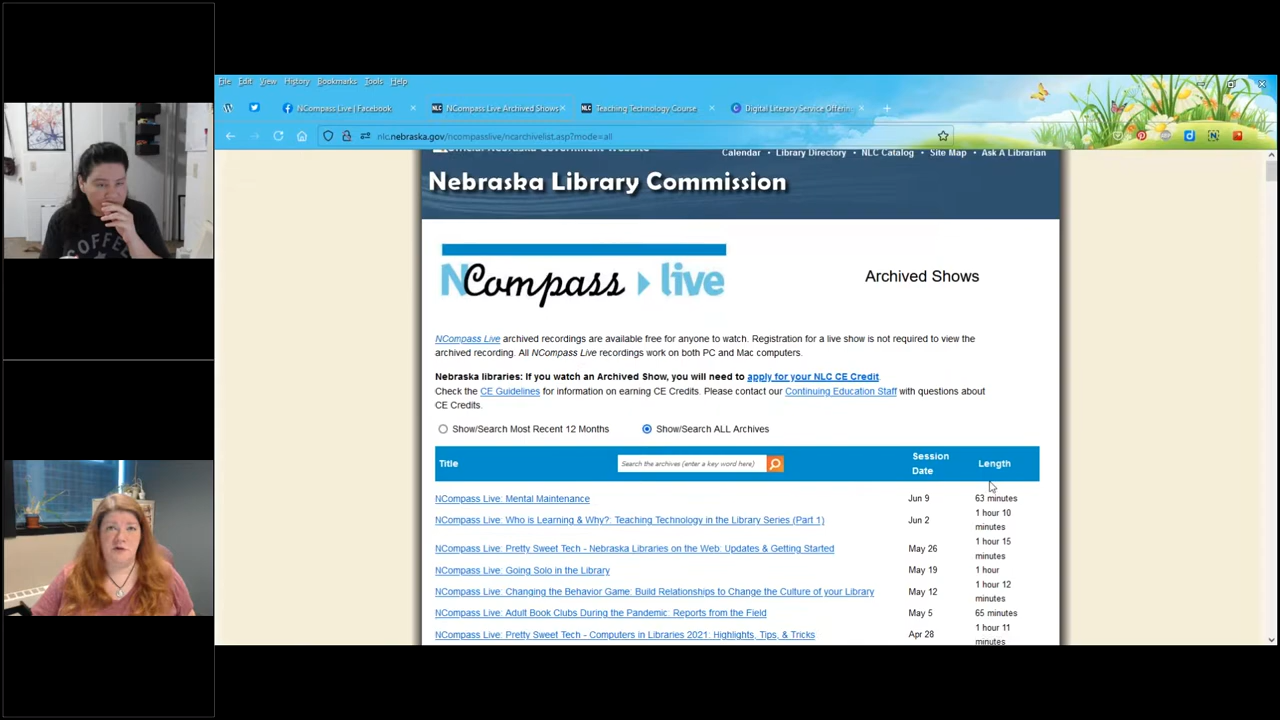 COFFEE
File Edit View History Bookmarks Tools Help
NCompass Live | Facebook
NLC NCompass Live Archived Shows
NLC Teaching Technology Course
Digital Literacy Service Offering
nlc.nebraska.gov/ncompasslive/ncarchivelist.asp?mode=all
Official Nebraska Government Website
Calendar • Library Directory • NLC Catalog • Site Map • Ask A Librarian
Nebraska Library Commission
NCompass live
Archived Shows
NCompass Live archived recordings are available free for anyone to watch. Registration for a live show is not required to view the
archived recording. All NCompass Live recordings work on both PC and Mac computers.
Nebraska libraries: If you watch an Archived Show, you will need to apply for your NLC CE Credit.
Check the CE Guidelines for information on earning CE Credits. Please contact our Continuing Education Staff with questions about
CE Credits.
Show/Search Most Recent 12 Months Show/Search ALL Archives
Title Search the archives (enter a key word here) Session Date Length
NCompass Live: Mental Maintenance Jun 9 63 minutes
NCompass Live: Who is Learning & Why?: Teaching Technology in the Library Series (Part 1) Jun 2 1 hour 10 minutes
NCompass Live: Pretty Sweet Tech - Nebraska Libraries on the Web: Updates & Getting Started May 26 1 hour 15 minutes
NCompass Live: Going Solo in the Library May 19 1 hour
NCompass Live: Changing the Behavior Game: Build Relationships to Change the Culture of your Library May 12 1 hour 12 minutes
NCompass Live: Adult Book Clubs During the Pandemic: Reports from the Field May 5 65 minutes
NCompass Live: Pretty Sweet Tech - Computers in Libraries 2021: Highlights, Tips, & Tricks Apr 28 1 hour 11 minutes